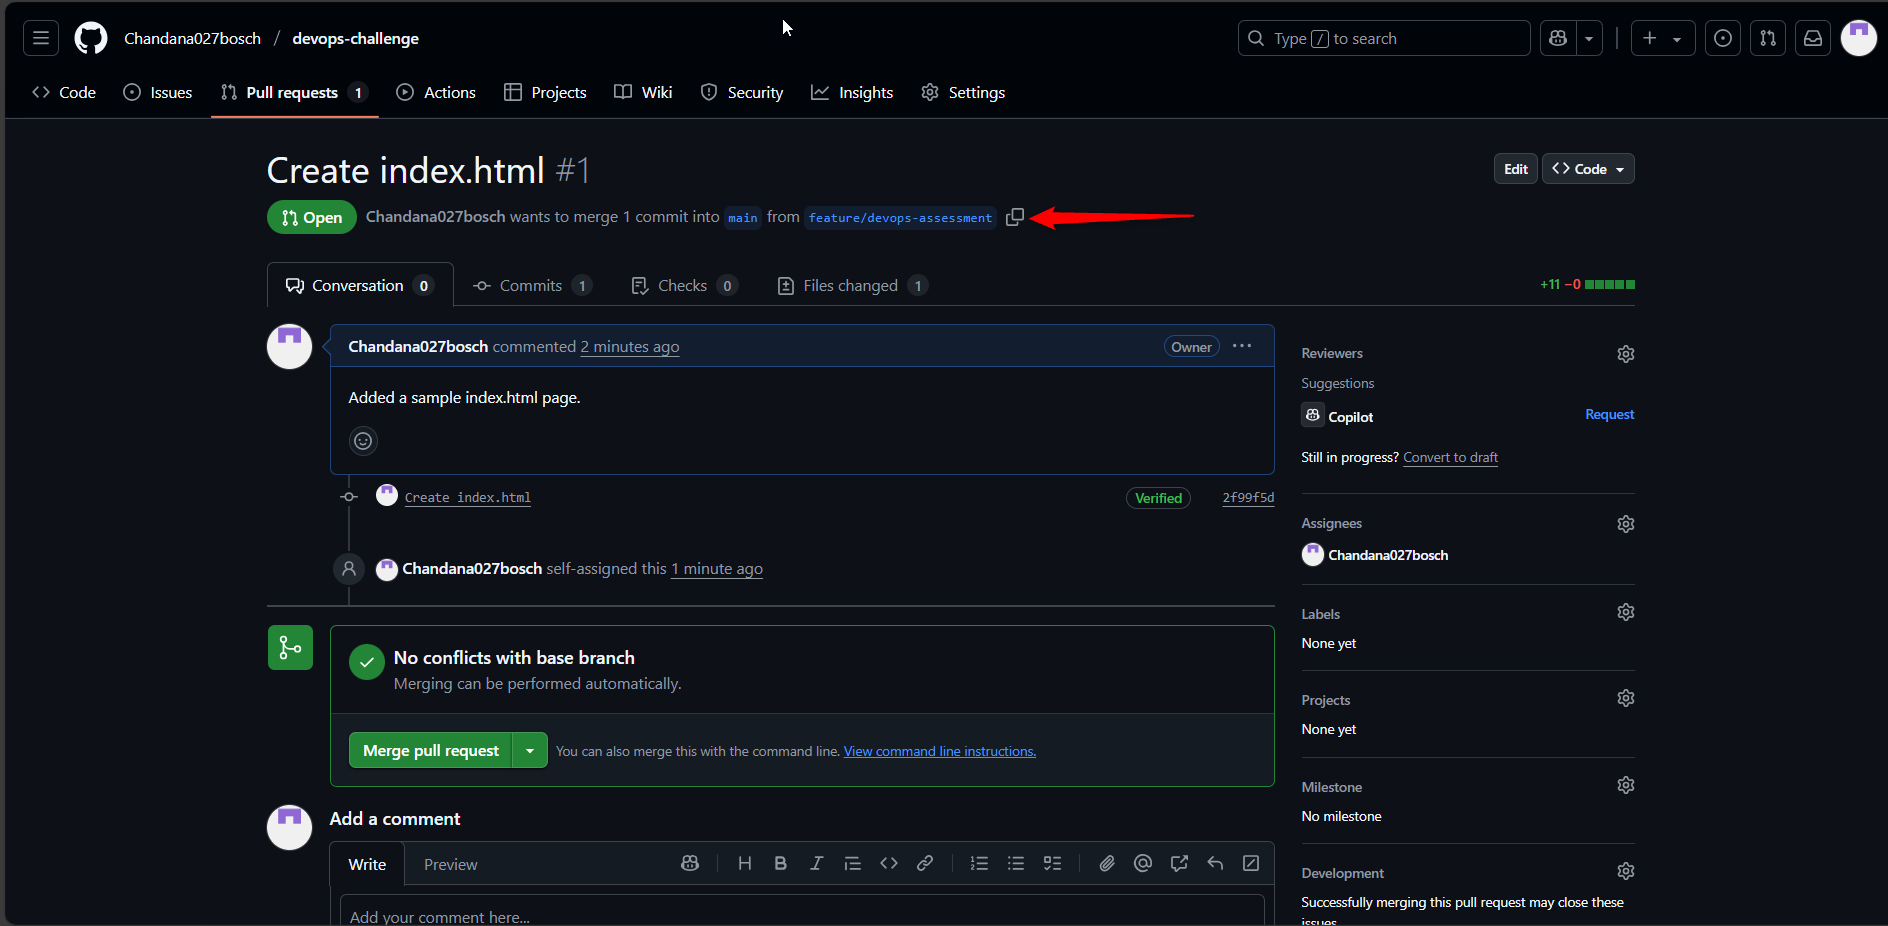 Chandana027bosch / devops-challenge
Type / to search
Code
Issues
Pull requests 1
Actions
Projects
Wiki
Security
Insights
Settings
Create index.html #1
Edit
Code
Open
Chandana027bosch wants to merge 1 commit into main from feature/devops-assessment
Conversation 0
Commits 1
Checks 0
Files changed 1
+11 −0
Chandana027bosch commented 2 minutes ago
Owner
Added a sample index.html page.
Create index.html
Verified
2f99f5d
Chandana027bosch self-assigned this 1 minute ago
No conflicts with base branch
Merging can be performed automatically.
Merge pull request
You can also merge this with the command line. View command line instructions.
Add a comment
Write
Preview
Add your comment here...
Reviewers
Suggestions
Copilot
Request
Still in progress? Convert to draft
Assignees
Chandana027bosch
Labels
None yet
Projects
None yet
Milestone
No milestone
Development
Successfully merging this pull request may close these
issues